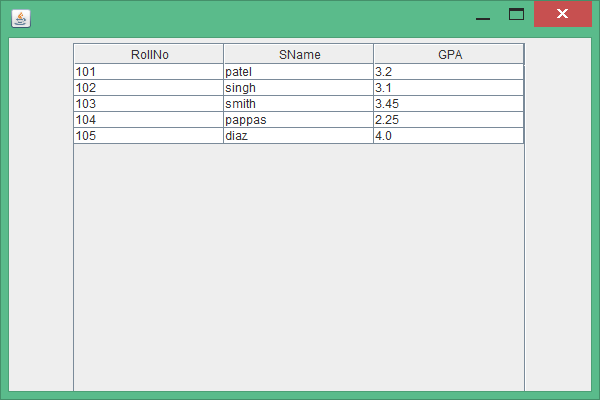 RollNo SName GPA
101 patel 3.2
102 singh 3.1
103 smith 3.45
104 pappas 2.25
105 diaz 4.0